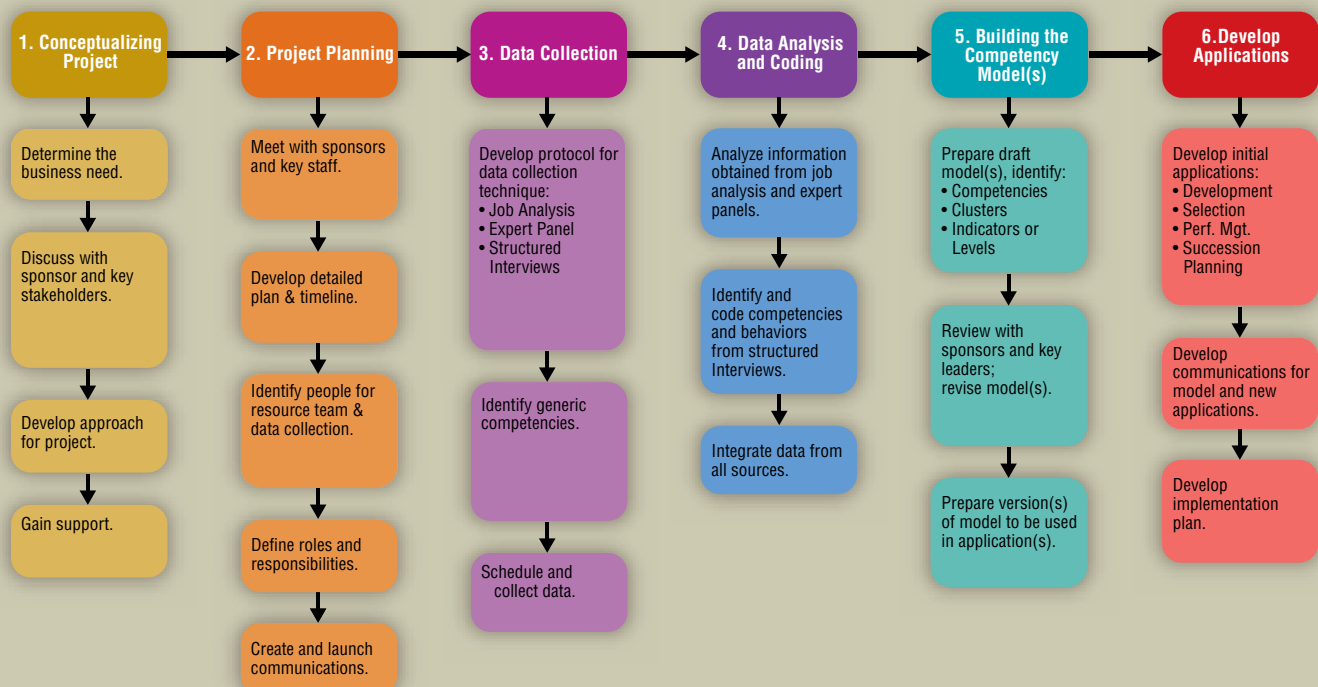 1. Conceptualizing
Project
2. Project Planning
3. Data Collection
4. Data Analysis
and Coding
5. Building the
Competency
Model(s)
6.Develop
Applications
Determine the
business need.
Discuss with
sponsor and key
stakeholders.
Develop approach
for project.
Gain support.
Meet with sponsors
and key staff.
Develop detailed
plan & timeline.
Identify people for
resource team &
data collection.
Define roles and
responsibilities.
Create and launch
communications.
Develop protocol for
data collection
technique:
• Job Analysis
• Expert Panel
• Structured
Interviews
Identify generic
competencies.
Schedule and
collect data.
Analyze information
obtained from job
analysis and expert
panels.
Identify and
code competencies
and behaviors
from structured
Interviews.
Integrate data from
all sources.
Prepare draft
model(s), identify:
• Competencies
• Clusters
• Indicators or
Levels
Review with
sponsors and key
leaders;
revise model(s).
Prepare version(s)
of model to be used
in application(s).
Develop initial
applications:
• Development
• Selection
• Perf. Mgt.
• Succession
Planning
Develop
communications for
model and new
applications.
Develop
implementation
plan.